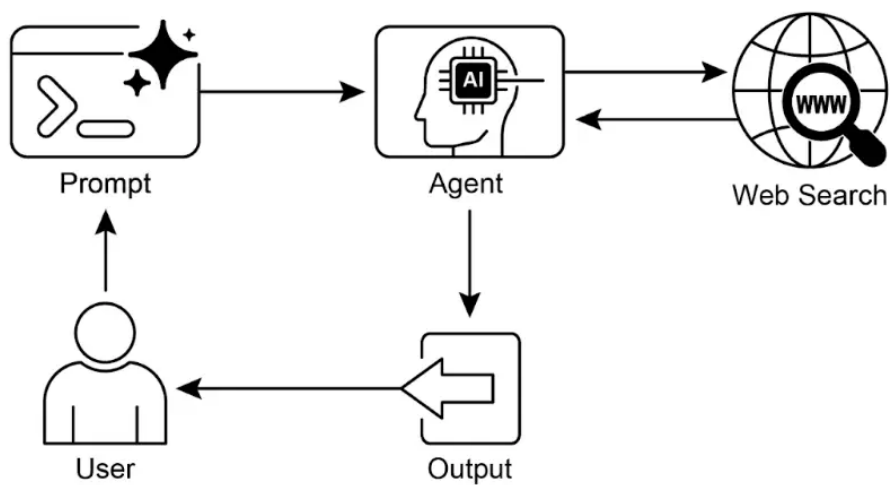 AI
WWW
Prompt
Agent
Web Search
User
Output